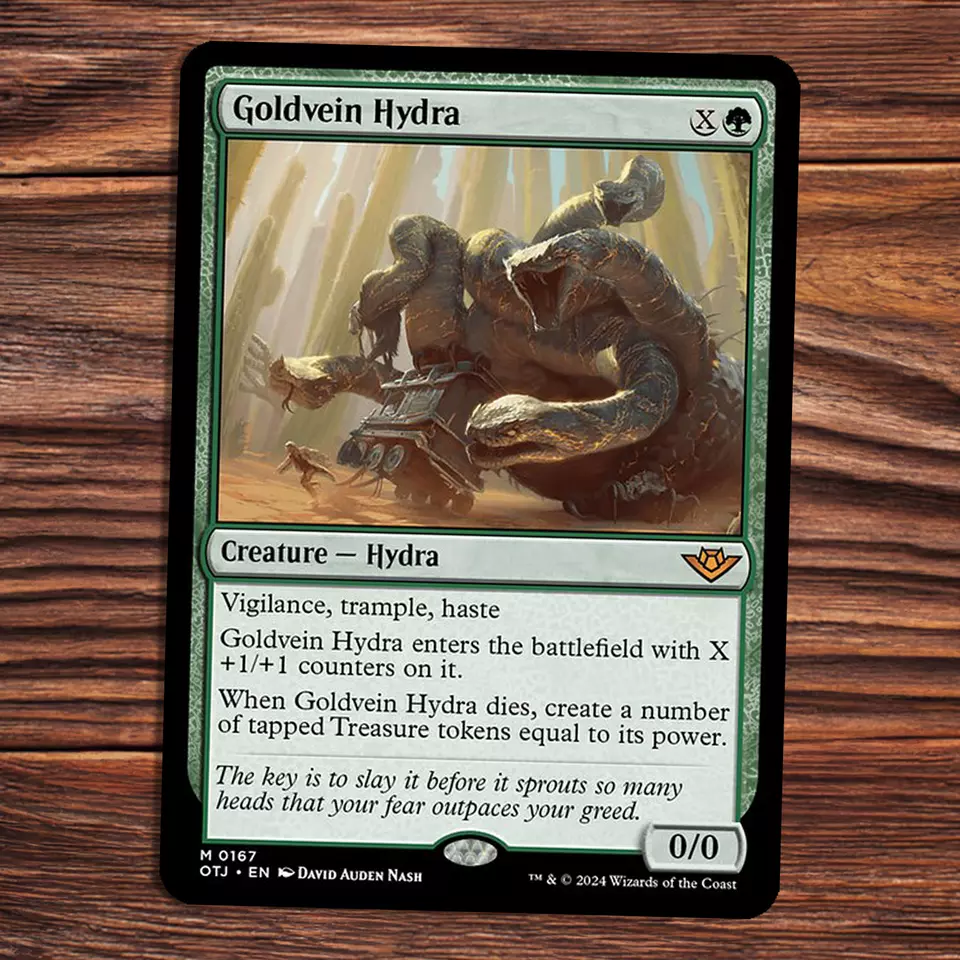 Goldvein Hydra X
Creature — Hydra
Vigilance, trample, haste
Goldvein Hydra enters the battlefield with X
+1/+1 counters on it.
When Goldvein Hydra dies, create a number
of tapped Treasure tokens equal to its power.
The key is to slay it before it sprouts so many
heads that your fear outpaces your greed.
0/0
M 0167
OTJ • EN David Auden Nash
™ & © 2024 Wizards of the Coast